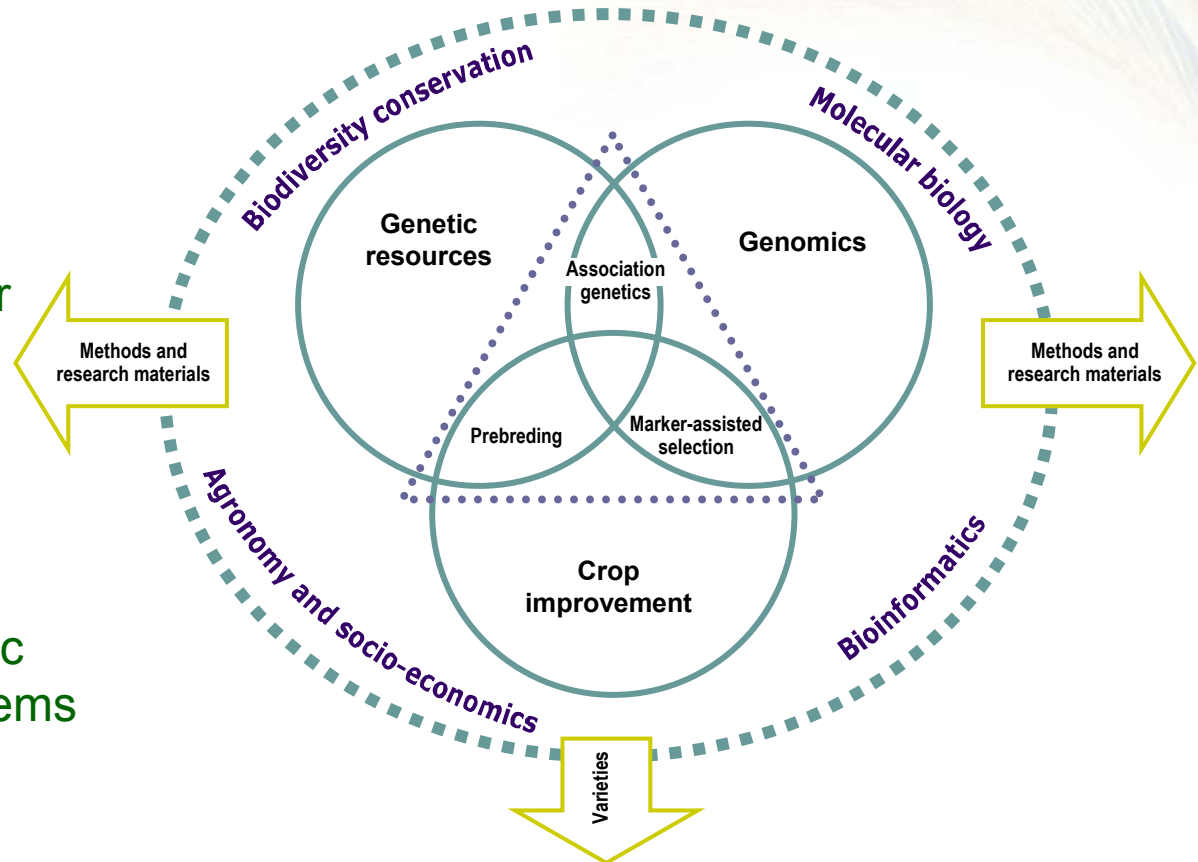 Biodiversity conservation
Molecular biology
Genetic
resources
Genomics
Association
genetics
r
Methods and
research materials
Methods and
research materials
Prebreding
Marker-assisted
selection
Agronomy and socio-economics
Crop
improvement
Bioinformatics
c
ems
Varieties